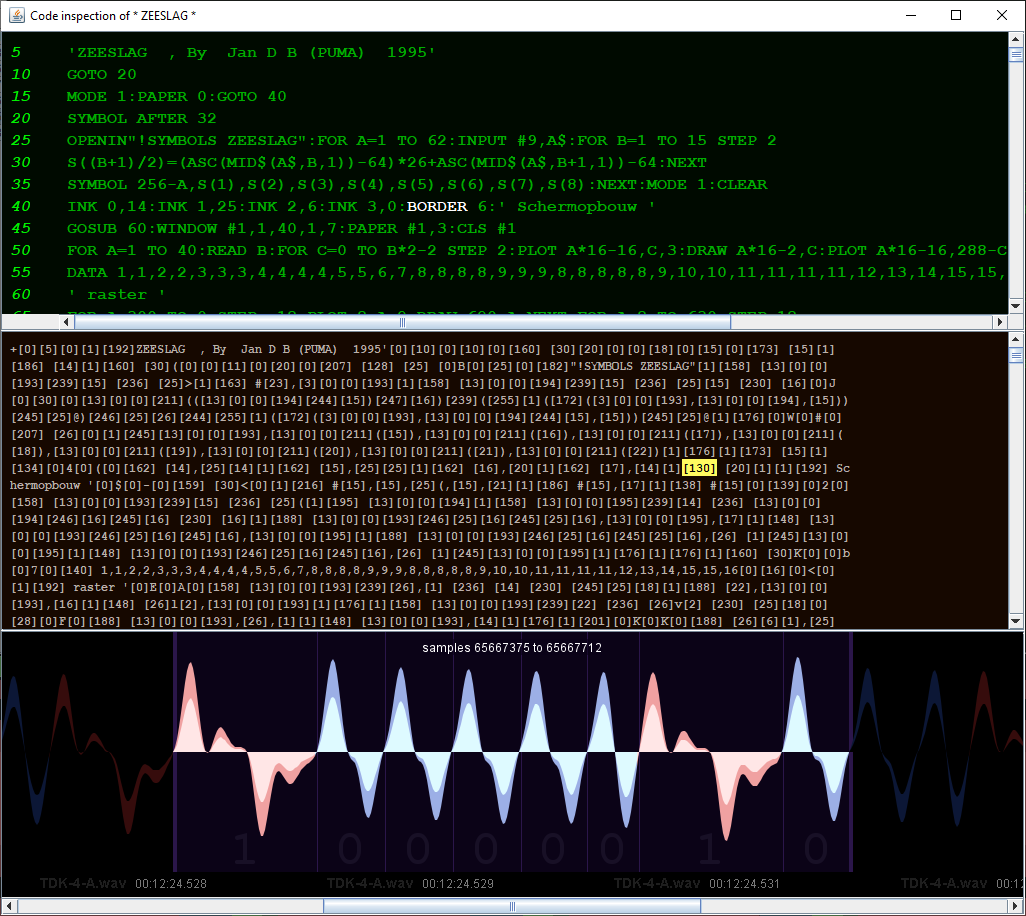 Code inspection of * ZEESLAG *
5 'ZEESLAG , By Jan D B (PUMA) 1995'
10 GOTO 20
15 MODE 1:PAPER 0:GOTO 40
20 SYMBOL AFTER 32
25 OPENIN"!SYMBOLS ZEESLAG":FOR A=1 TO 62:INPUT #9,A$:FOR B=1 TO 15 STEP 2
30 S((B+1)/2)=(ASC(MID$(A$,B,1))-64)*26+ASC(MID$(A$,B+1,1))-64:NEXT
35 SYMBOL 256-A,S(1),S(2),S(3),S(4),S(5),S(6),S(7),S(8):NEXT:MODE 1:CLEAR
40 INK 0,14:INK 1,25:INK 2,6:INK 3,0:BORDER 6:' Schermopbouw '
45 GOSUB 60:WINDOW #1,1,40,1,7:PAPER #1,3:CLS #1
50 FOR A=1 TO 40:READ B:FOR C=0 TO B*2-2 STEP 2:PLOT A*16-16,C,3:DRAW A*16-2,C:PLOT A*16-16,288-C
55 DATA 1,1,2,2,3,3,3,4,4,4,4,5,5,6,7,8,8,8,8,9,9,9,8,8,8,8,8,9,10,10,11,11,11,11,12,13,14,15,15,
60 ' raster '
+[0][5][0][1][192]ZEESLAG , By Jan D B (PUMA) 1995'[0][10][0][10][0][160] [30][20][0][0][18][0][15][0][173] [15][1]
[186] [14][1][160] [30]([0][0][11][0][20][0][207] [128] [25] [0]B[0][25][0][182]"!SYMBOLS ZEESLAG"[1][158] [13][0][0]
[193][239][15] [236] [25]>[1][163] #[23],[3][0][0][193][1][158] [13][0][0][194][239][15] [236] [25][15] [230] [16][0]J
[0][30][0][13][0][0][211](([13][0][0][194][244][15])[247][16])[239]([255][1]([172]([3][0][0][193],[13][0][0][194],[15]))
[245][25]@)[246][25][26][244][255][1]([172]([3][0][0][193],[13][0][0][194][244][15],[15]))[245][25]@[1][176][0]W[0]#[0]
[207] [26][0][1][245][13][0][0][193],[13][0][0][211]([15]),[13][0][0][211]([16]),[13][0][0][211]([17]),[13][0][0][211](
[18]),[13][0][0][211]([19]),[13][0][0][211]([20]),[13][0][0][211]([21]),[13][0][0][211]([22])[1][176][1][173] [15][1]
[134][0]4[0]([0][162] [14],[25][14][1][162] [15],[25][25][1][162] [16],[20][1][162] [17],[14][1][130] [20][1][1][192] Sc
hermopbouw '[0]$[0]-[0][159] [30]<[0][1][216] #[15],[15],[25](,[15],[21][1][186] #[15],[17][1][138] #[15][0][139][0]2[0]
[158] [13][0][0][193][239][15] [236] [25]([1][195] [13][0][0][194][1][158] [13][0][0][195][239][14] [236] [13][0][0]
[194][246][16][245][16] [230] [16][1][188] [13][0][0][193][246][25][16][245][25][16],[13][0][0][195],[17][1][148] [13]
[0][0][193][246][25][16][245][16],[13][0][0][195][1][188] [13][0][0][193][246][25][16][245][25][16],[26] [1][245][13][0]
[0][195][1][148] [13][0][0][193][246][25][16][245][16],[26] [1][245][13][0][0][195][1][176][1][176][1][160] [30]K[0][0]b
[0]7[0][140] 1,1,2,2,3,3,3,4,4,4,4,5,5,6,7,8,8,8,8,9,9,9,8,8,8,8,8,9,10,10,11,11,11,11,12,13,14,15,15,16[0][0]<[0]
[1][192] raster '[0]E[0]A[0][158] [13][0][0][193][239][26],[1] [236] [14] [230] [245][25][18][1][188] [22],[13][0][0]
[193],[16][1][148] [26]l[2],[13][0][0][193][1][176][1][158] [13][0][0][193][239][22] [236] [26]v[2] [230] [25][18][0]
[28][0]F[0][188] [13][0][0][193],[26],[1][1][148] [13][0][0][193],[14][1][176][1][201][0]K[0]K[0][188] [26][6][1],[25]
samples 65667375 to 65667712
1 0 0 0 0 0 1 0
TDK-4-A.wav 00:12:24.528 TDK-4-A.wav 00:12:24.529 TDK-4-A.wav 00:12:24.531 TDK-4-A.wav 00:12